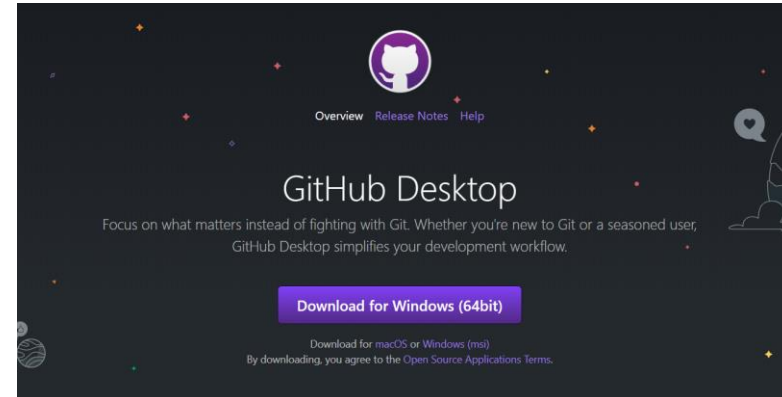 Overview Release Notes Help
GitHub Desktop
Focus on what matters instead of fighting with Git. Whether you're new to Git or a seasoned user,
GitHub Desktop simplifies your development workflow.
Download for Windows (64bit)
Download for macOS or Windows (msi)
By downloading, you agree to the Open Source Applications Terms.